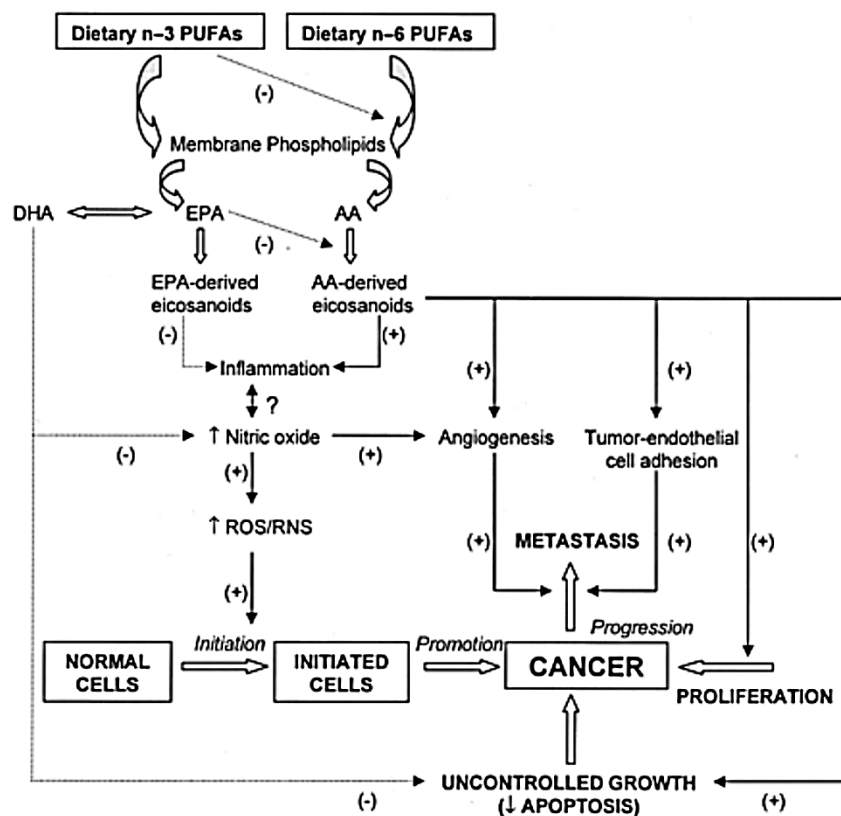 Dietary n–3 PUFAs
Dietary n–6 PUFAs
(-)
Membrane Phospholipids
DHA
EPA
AA
(-)
EPA-derived
eicosanoids
AA-derived
eicosanoids
(-)
(+)
Inflammation
(+)
(+)
?
↑ Nitric oxide
Angiogenesis
Tumor-endothelial
cell adhesion
(-)
(+)
(+)
↑ ROS/RNS
METASTASIS
(+)
(+)
(+)
(+)
Initiation
Promotion
Progression
NORMAL
CELLS
INITIATED
CELLS
CANCER
PROLIFERATION
UNCONTROLLED GROWTH
(↓ APOPTOSIS)
(-)
(+)